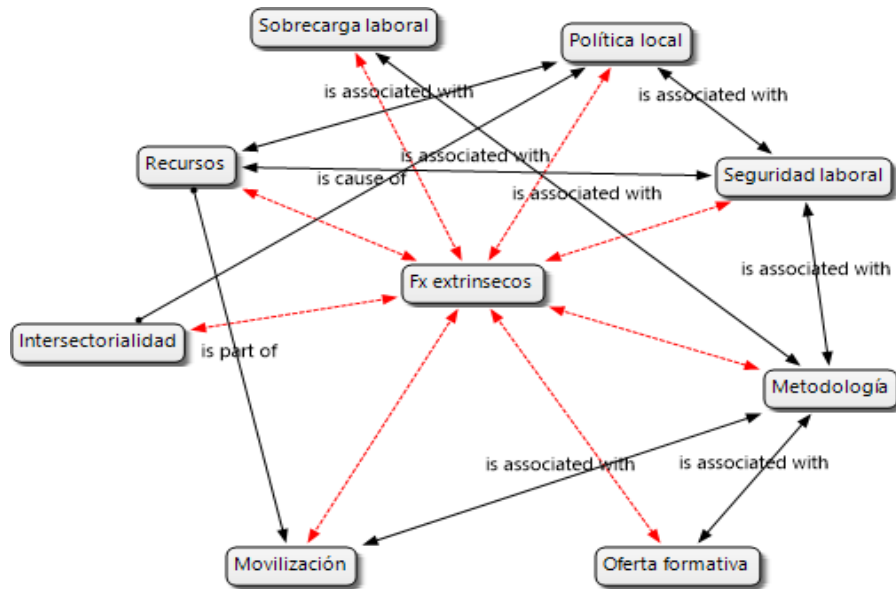 Sobrecarga laboral
Política local
is associated with
is associated with
Recursos
is associated with
is cause of
Seguridad laboral
is associated with
Fx extrinsecos
is associated with
Intersectorialidad
is part of
Metodología
is associated with
is associated with
Movilización
Oferta formativa